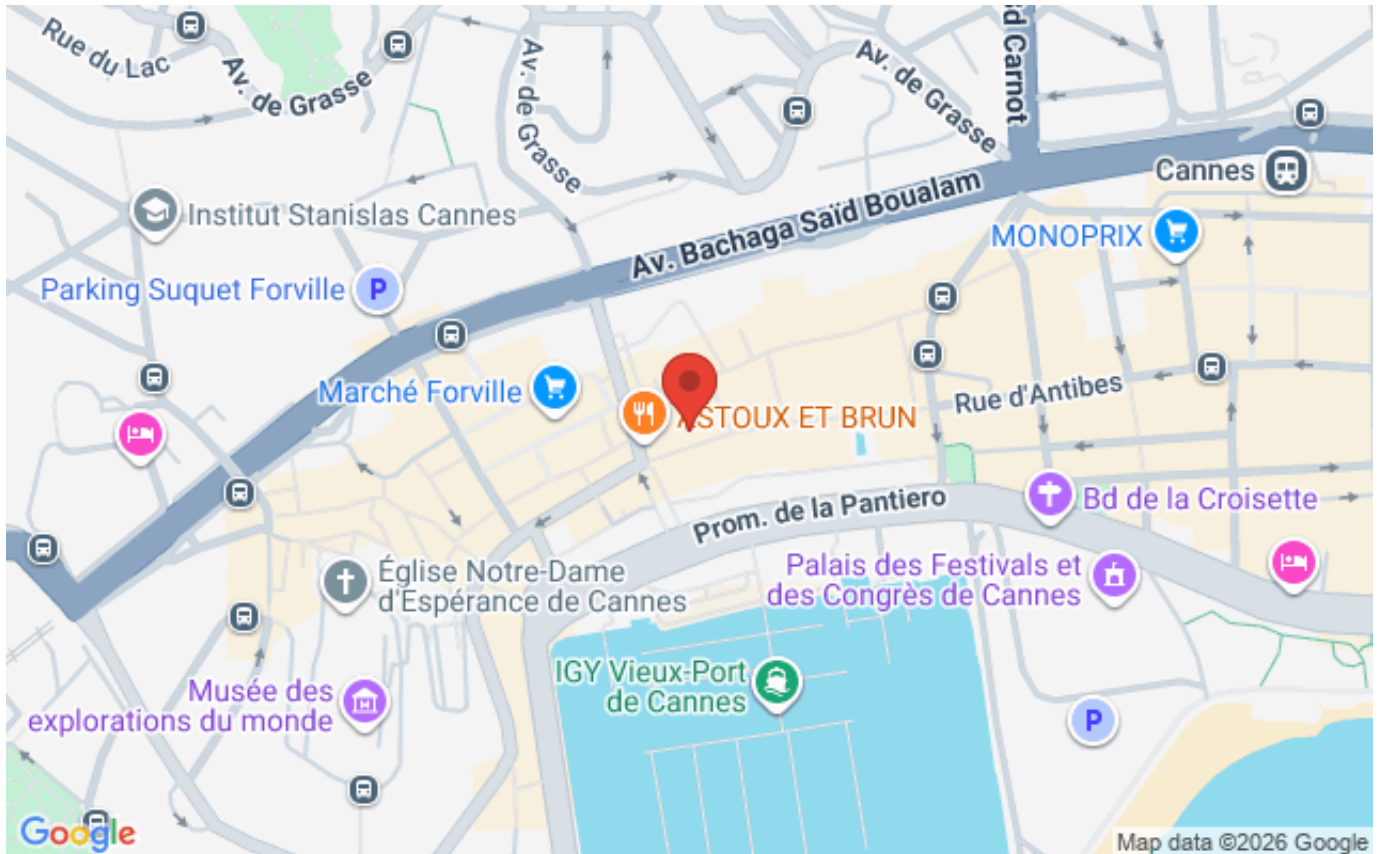 Rue du Lac
Av. de Grasse
Av. de Grasse
Av. de Grasse
Bd Carnot
Cannes
Institut Stanislas Cannes
Av. Bachaga Saïd Boualam
MONOPRIX
Parking Suquet Forville
P
Marché Forville
ASTOUX ET BRUN
Rue d'Antibes
Prom. de la Pantiero
Bd de la Croisette
Église Notre-Dame
d'Espérance de Cannes
Palais des Festivals et
des Congrès de Cannes
IGY Vieux-Port
de Cannes
Musée des
explorations du monde
P
Google
Map data ©2026 Google